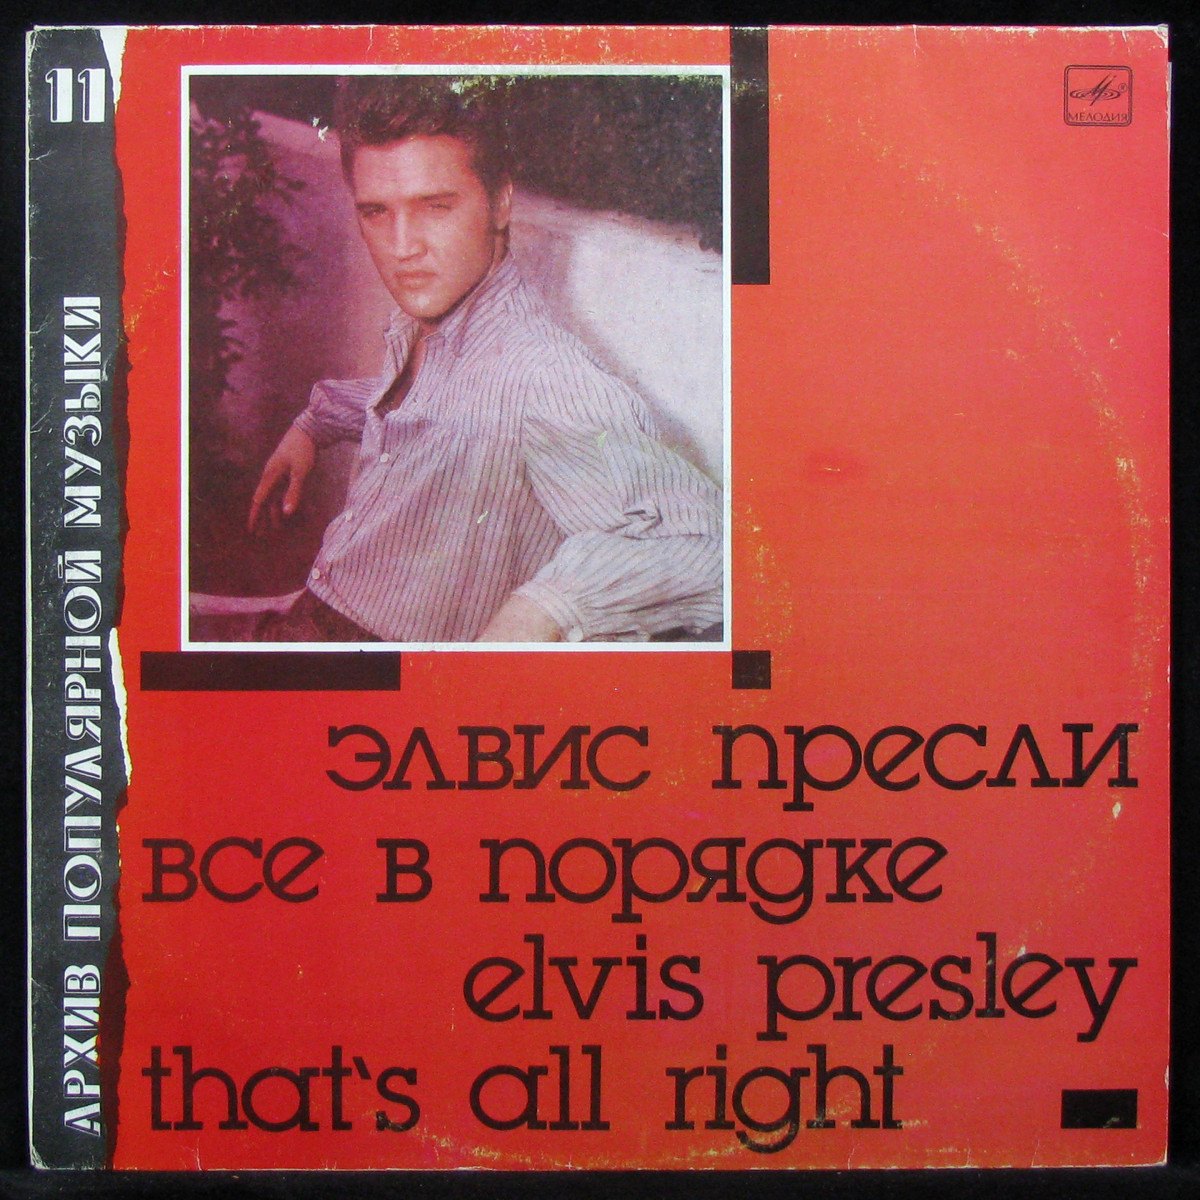 11
АРХИВ ПОПУЛЯРНОЙ МУЗЫКИ
МЕЛОДИЯ
®
элвис пресли
все в порядке
elvis presley
that's all right